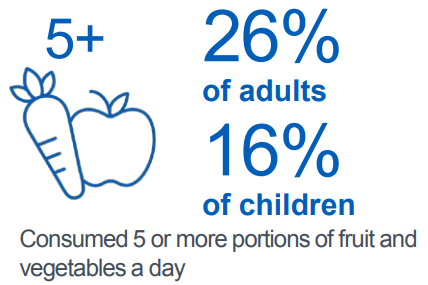 5+
26%
of adults
16%
of children
Consumed 5 or more portions of fruit and
vegetables a day